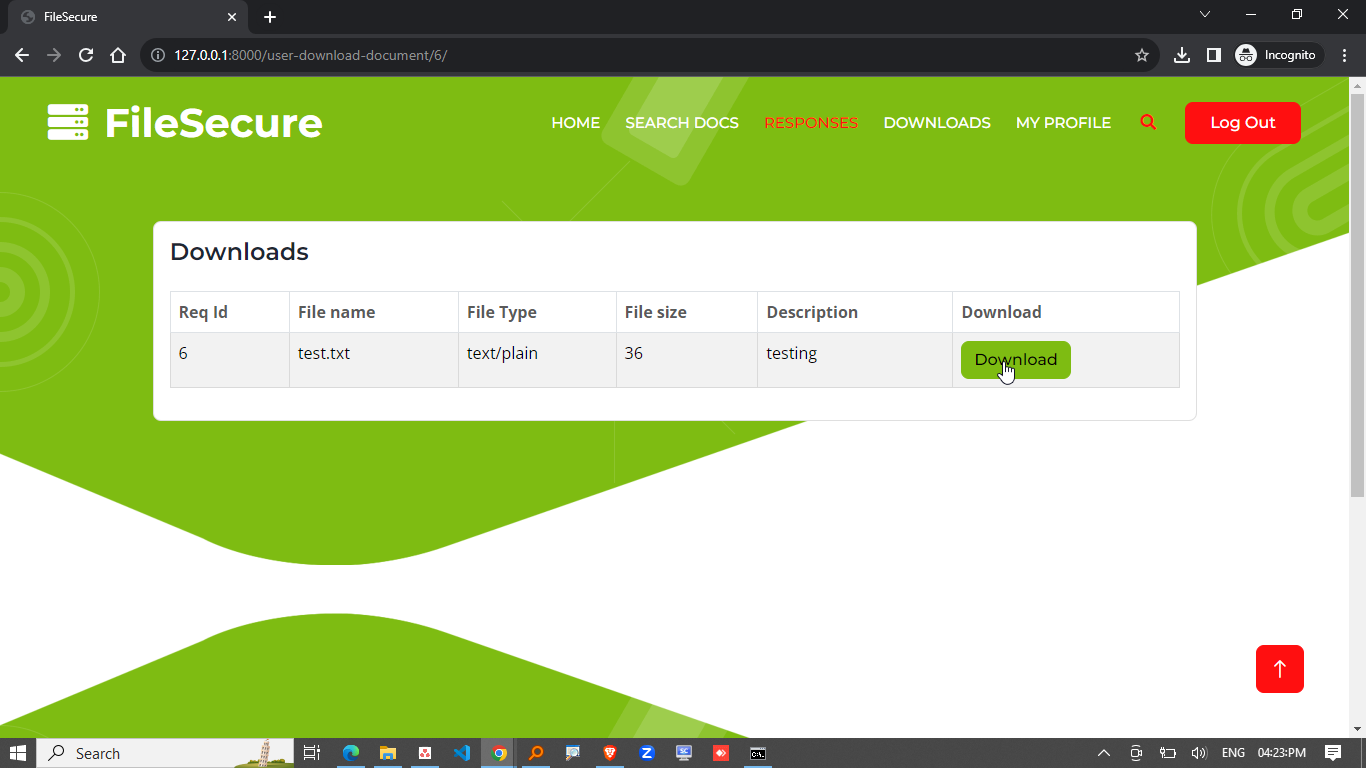 FileSecure
127.0.0.1:8000/user-download-document/6/
Incognito
FileSecure
HOME SEARCH DOCS RESPONSES DOWNLOADS MY PROFILE Log Out
Downloads
Req Id File name File Type File size Description Download
6 test.txt text/plain 36 testing Download
Search ENG 04:23:PM